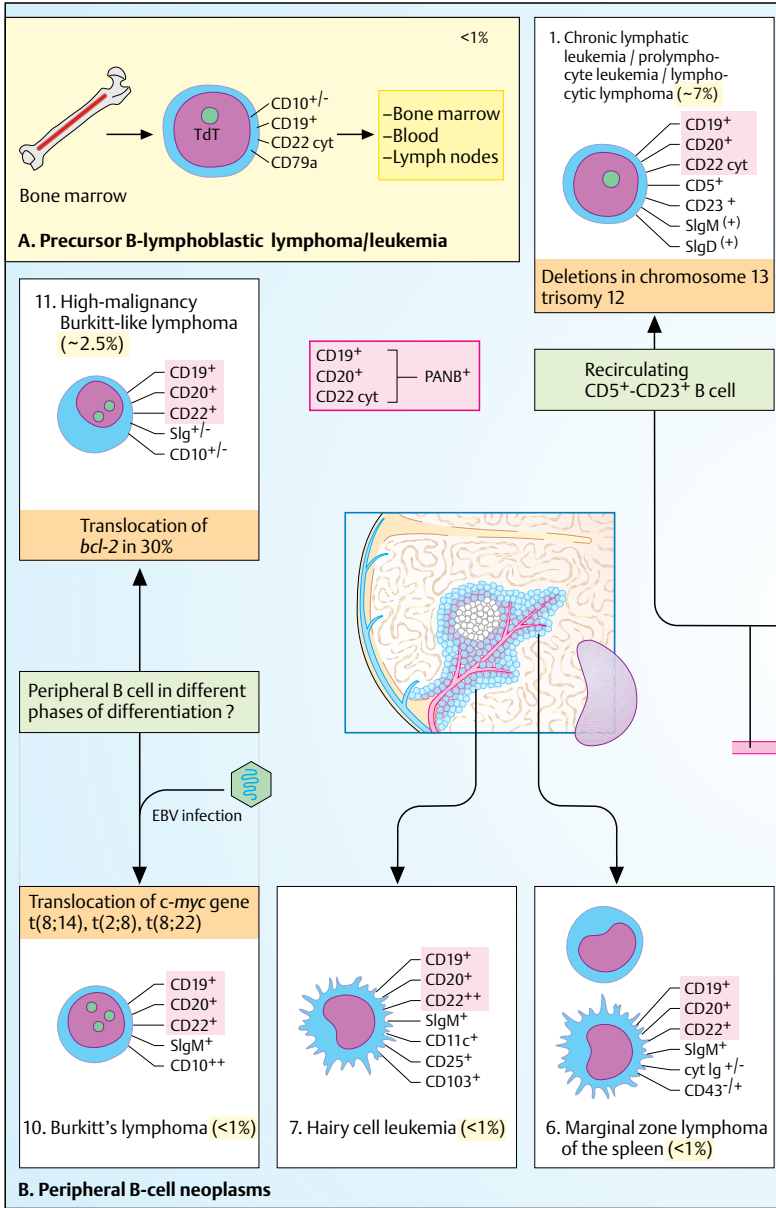 <1%
TdT
CD10+/-
CD19+
CD22 cyt
CD79a
–Bone marrow
–Blood
–Lymph nodes
Bone marrow
A. Precursor B-lymphoblastic lymphoma/leukemia
1. Chronic lymphatic
leukemia / prolympho-
cyte leukemia / lympho-
cytic lymphoma (~7%)
CD19+
CD20+
CD22 cyt
CD5+
CD23 +
SlgM (+)
SlgD (+)
Deletions in chromosome 13
trisomy 12
Recirculating
CD5+-CD23+ B cell
11. High-malignancy
Burkitt-like lymphoma
(~2.5%)
CD19+
CD20+
CD22+
Slg+/-
CD10+/-
Translocation of
bcl-2 in 30%
CD19+
CD20+
CD22 cyt
PANB+
Peripheral B cell in different
phases of differentiation ?
EBV infection
Translocation of c-myc gene
t(8;14), t(2;8), t(8;22)
CD19+
CD20+
CD22+
SlgM+
CD10++
10. Burkitt's lymphoma (<1%)
CD19+
CD20+
CD22++
SlgM+
CD11c+
CD25+
CD103+
7. Hairy cell leukemia (<1%)
CD19+
CD20+
CD22+
SlgM+
cyt Ig +/-
CD43-/+
6. Marginal zone lymphoma
of the spleen (<1%)
B. Peripheral B-cell neoplasms